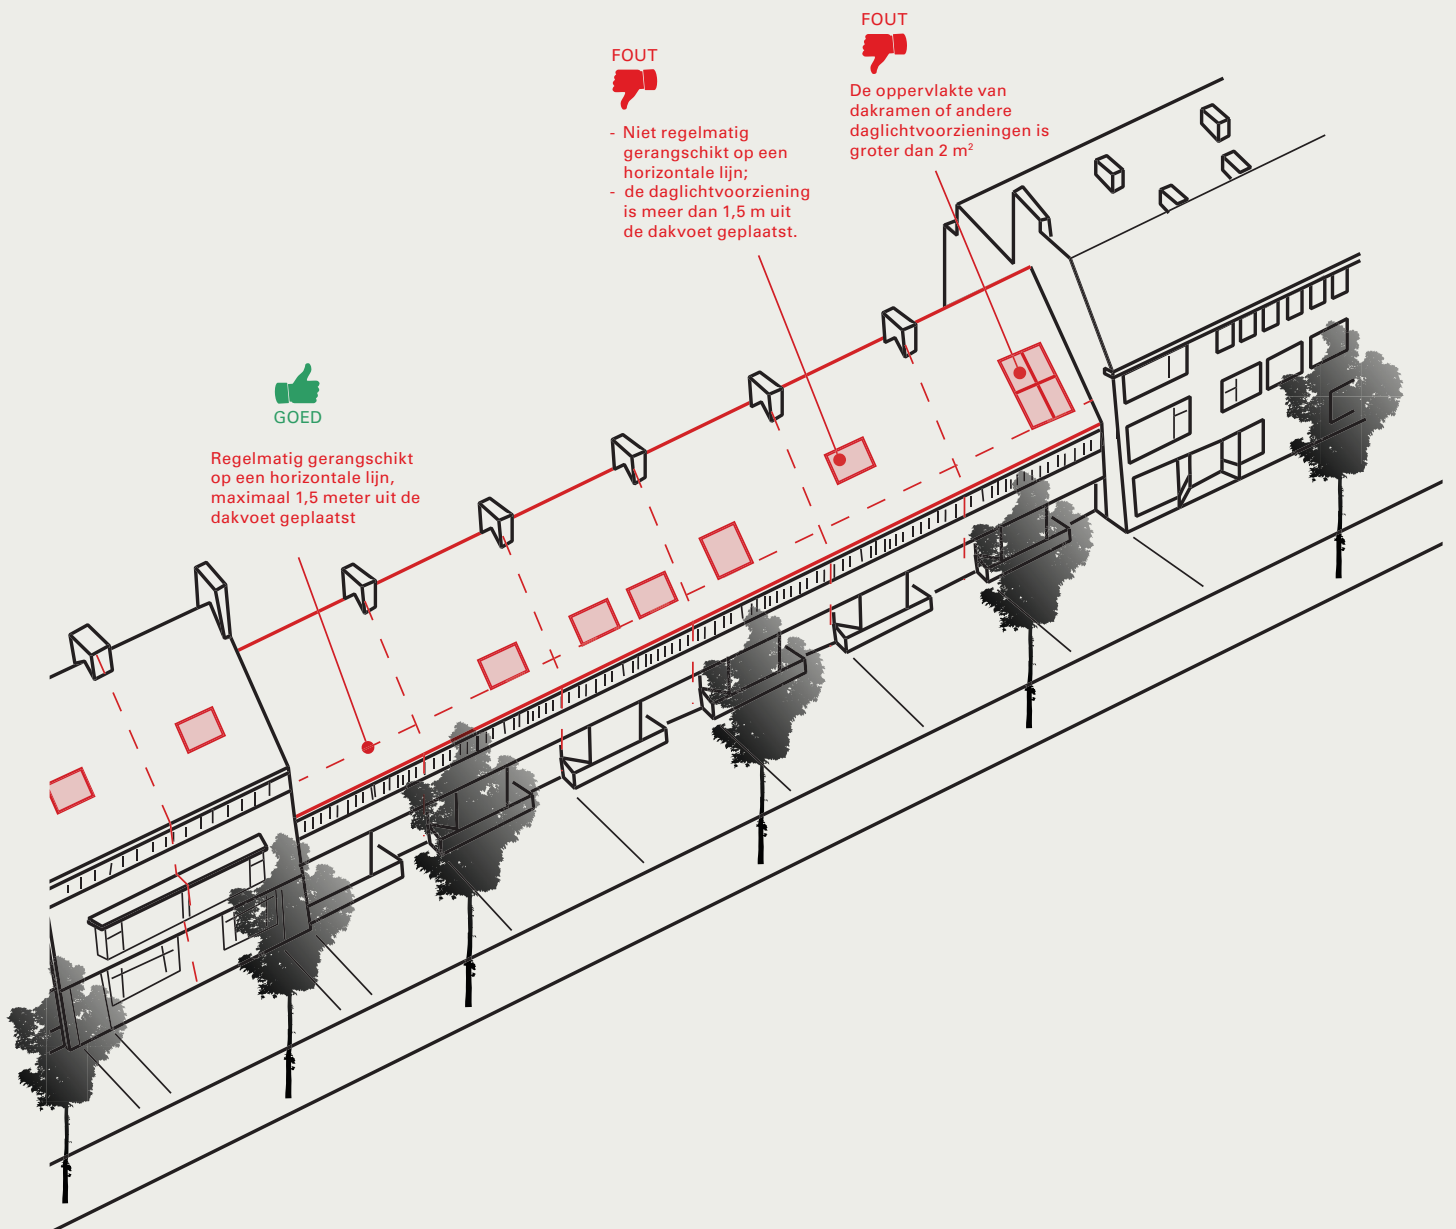 FOUT
De oppervlakte van
dakramen of andere
daglichtvoorzieningen is
groter dan 2 m²
FOUT
- Niet regelmatig
gerangschikt op een
horizontale lijn;
- de daglichtvoorziening
is meer dan 1,5 m uit
de dakvoet geplaatst.
GOED
Regelmatig gerangschikt
op een horizontale lijn,
maximaal 1,5 meter uit de
dakvoet geplaatst